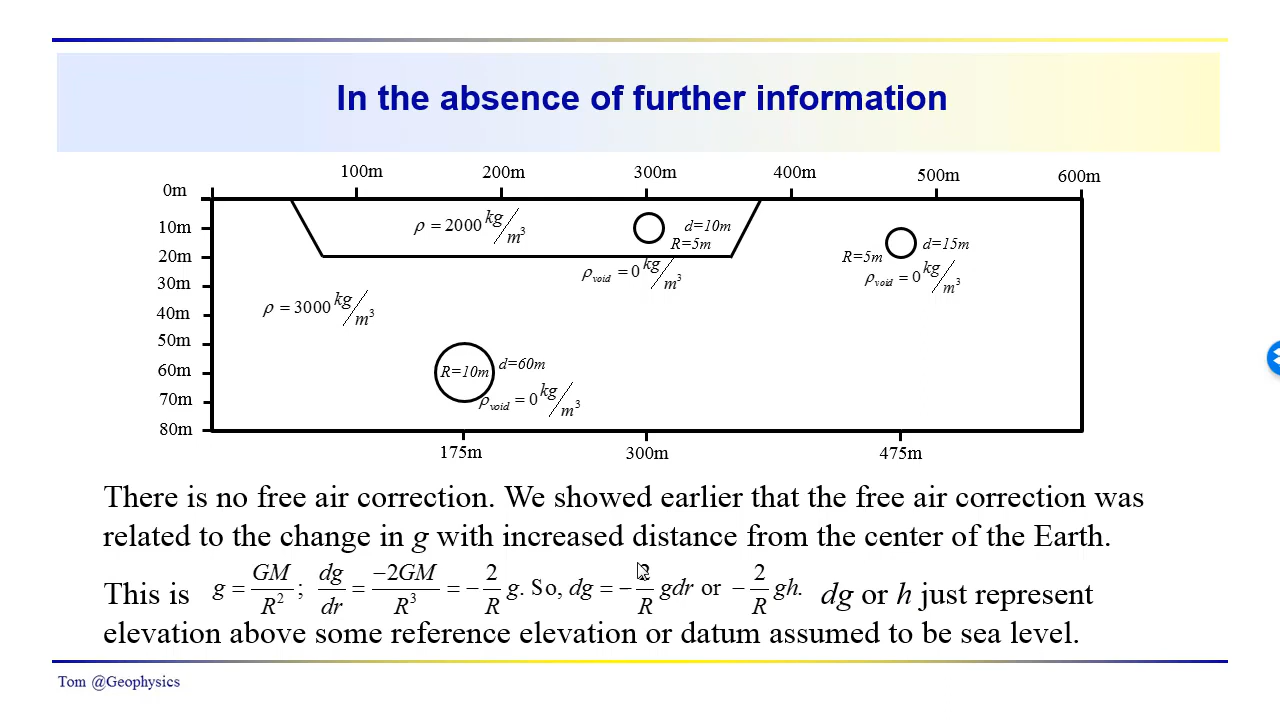 In the absence of further information
100m 200m 300m 400m 500m 600m
0m
10m
20m
30m
40m
50m
60m
70m
80m
ρ = 2000 kg/m³
d=10m
R=5m
ρvoid = 0 kg/m³
R=5m
d=15m
ρvoid = 0 kg/m³
ρ = 3000 kg/m³
R=10m
d=60m
ρvoid = 0 kg/m³
175m 300m 475m
There is no free air correction. We showed earlier that the free air correction was
related to the change in g with increased distance from the center of the Earth.
This is g = GM/R²; dg/dr = -2GM/R³ = -2/R g. So, dg = -2/R gdr or -2/R gh. dg or h just represent
elevation above some reference elevation or datum assumed to be sea level.
Tom @Geophysics